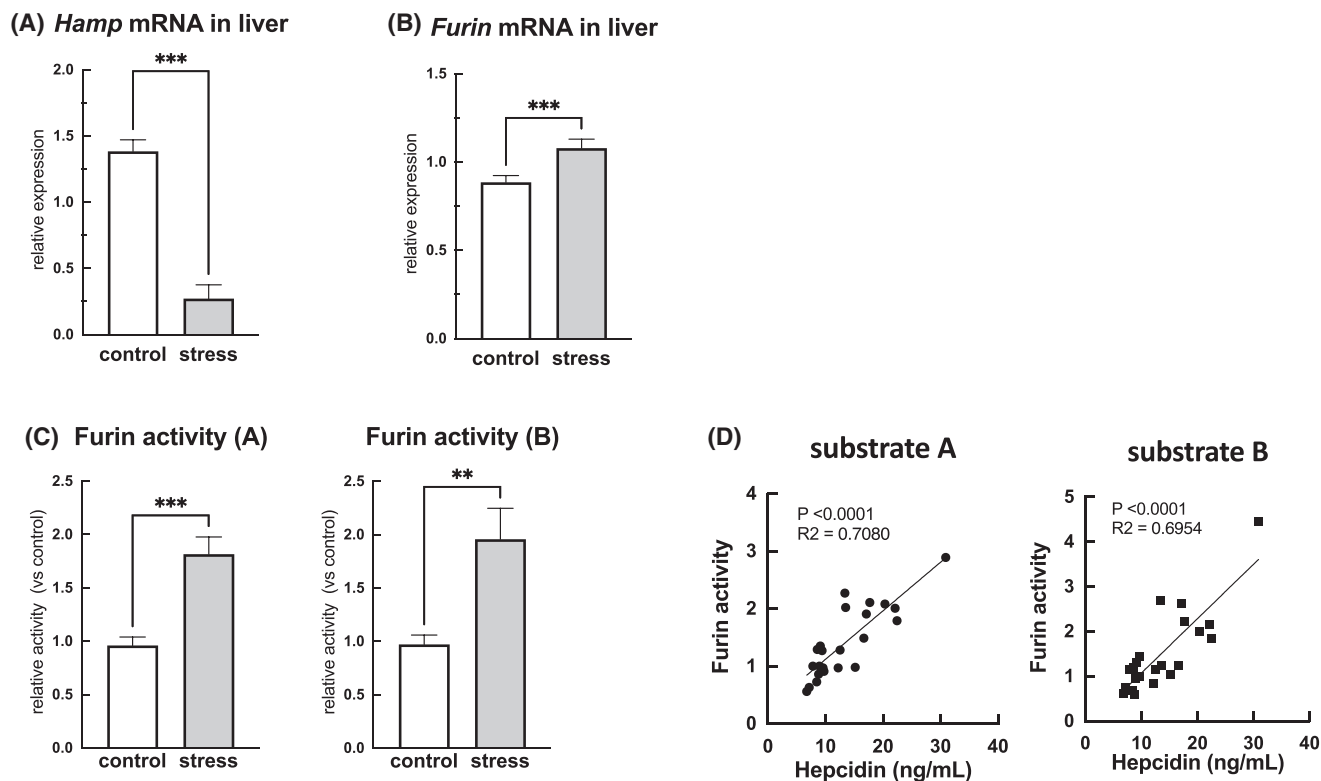 (A) Hamp mRNA in liver
relative expression
2.0
1.5
1.0
0.5
0.0
***
control stress
(B) Furin mRNA in liver
relative expression
1.5
1.0
0.5
0.0
***
control stress
(C) Furin activity (A)
relative activity (vs control)
2.5
2.0
1.5
1.0
0.5
0.0
***
control stress
Furin activity (B)
relative activity (vs control)
2.5
2.0
1.5
1.0
0.5
0.0
**
control stress
(D) substrate A
Furin activity
4
3
2
1
0
P <0.0001
R2 = 0.7080
0 10 20 30 40
Hepcidin (ng/mL)
substrate B
Furin activity
5
4
3
2
1
0
P <0.0001
R2 = 0.6954
0 10 20 30 40
Hepcidin (ng/mL)